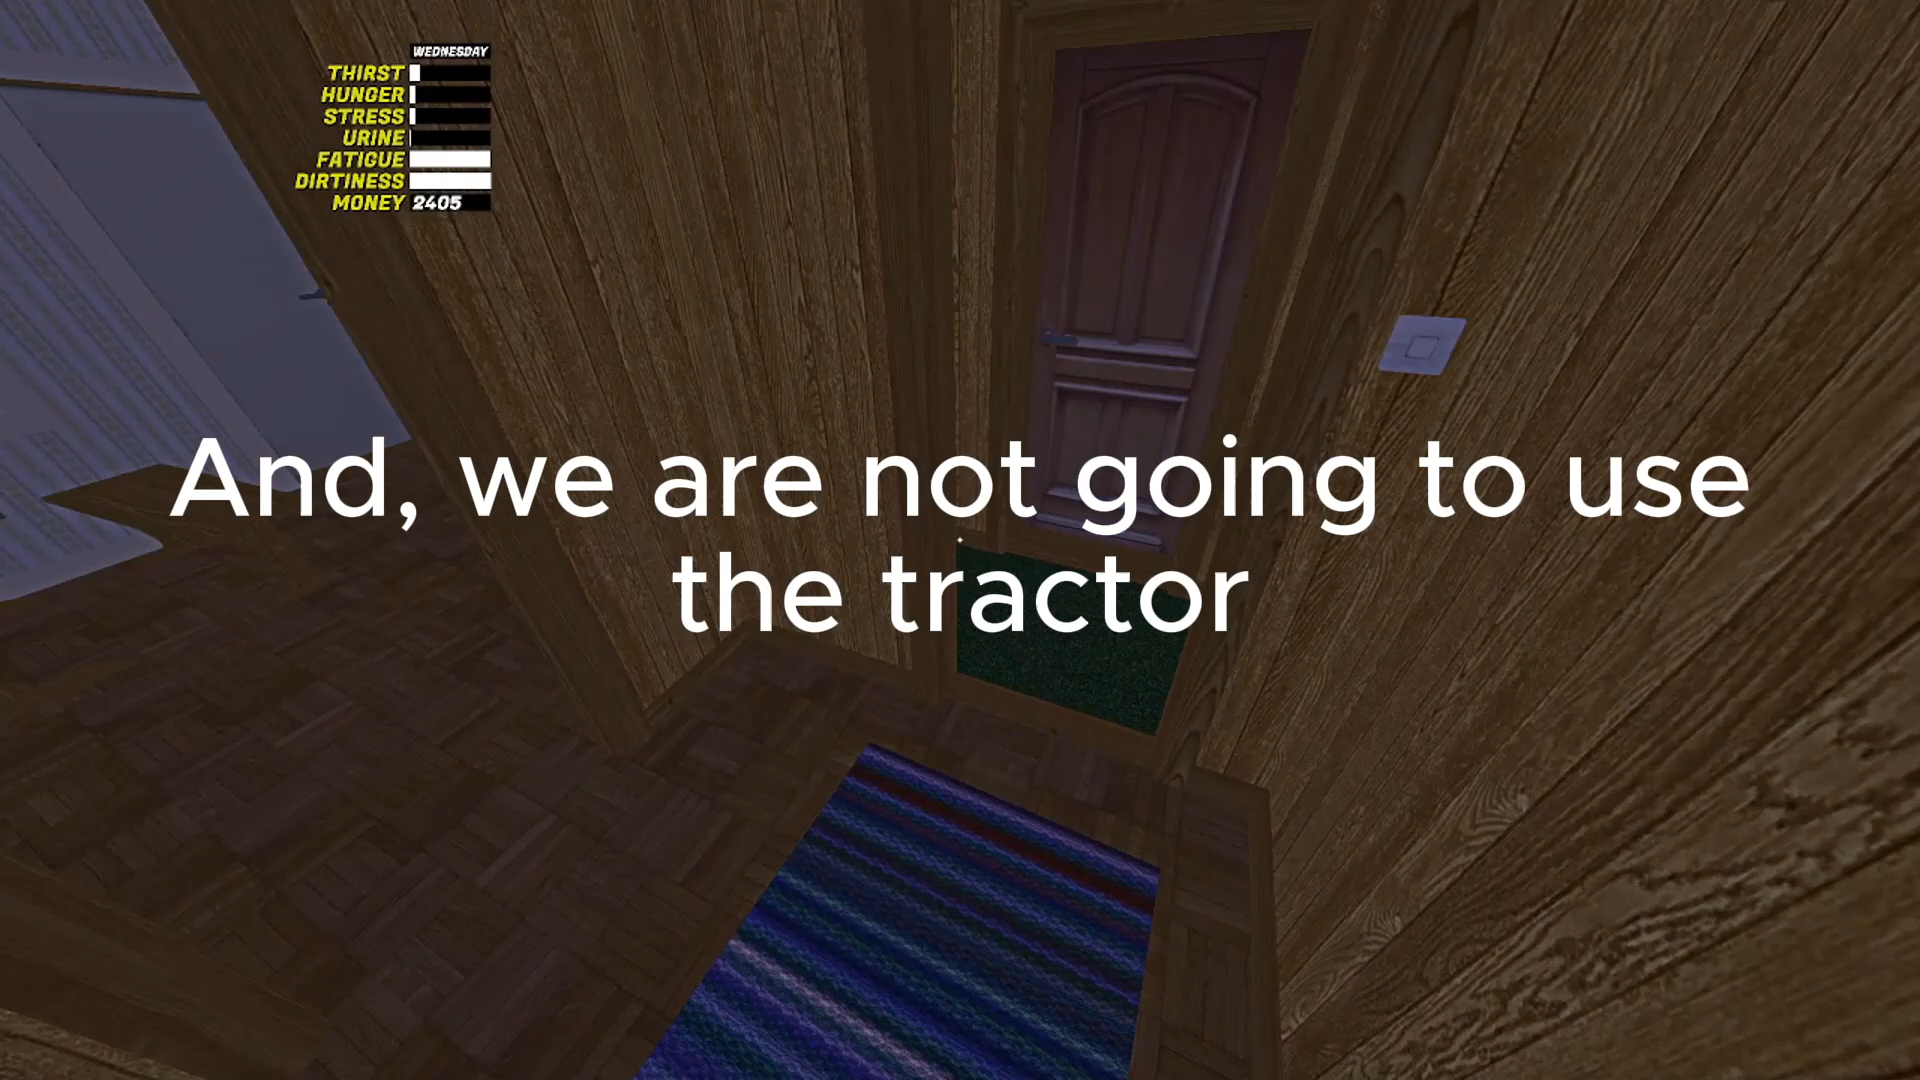 WEDNESDAY
THIRST
HUNGER
STRESS
URINE
FATIGUE
DIRTINESS
MONEY 2405
And, we are not going to use
the tractor